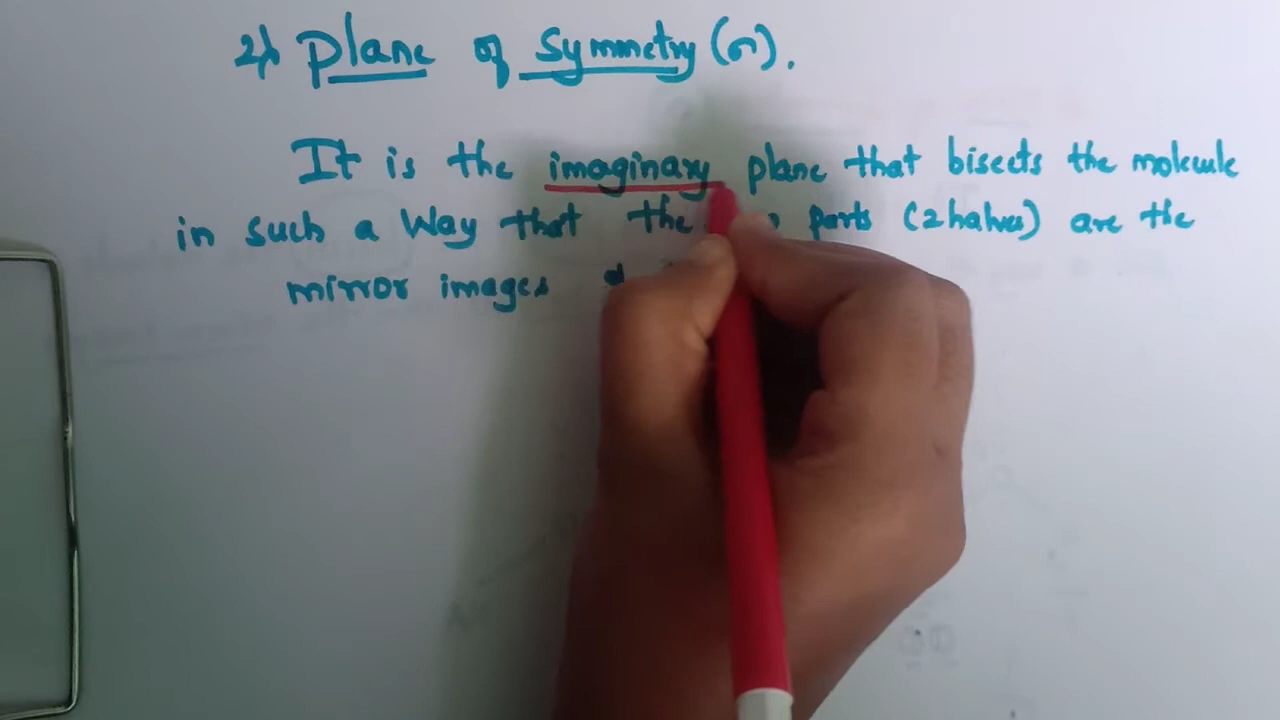 2) Plane of Symmetry (σ).
It is the imaginary plane that bisects the molecule
in such a way that the parts (2 halves) are the
mirror images